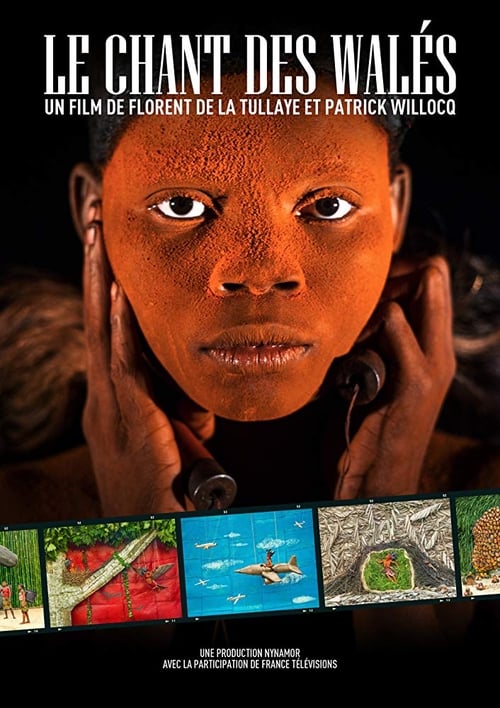 LE CHANT DES WALÉS
UN FILM DE FLORENT DE LA TULLAYE ET PATRICK WILLOCQ
UNE PRODUCTION NYNAMOR
AVEC LA PARTICIPATION DE FRANCE TÉLÉVISIONS